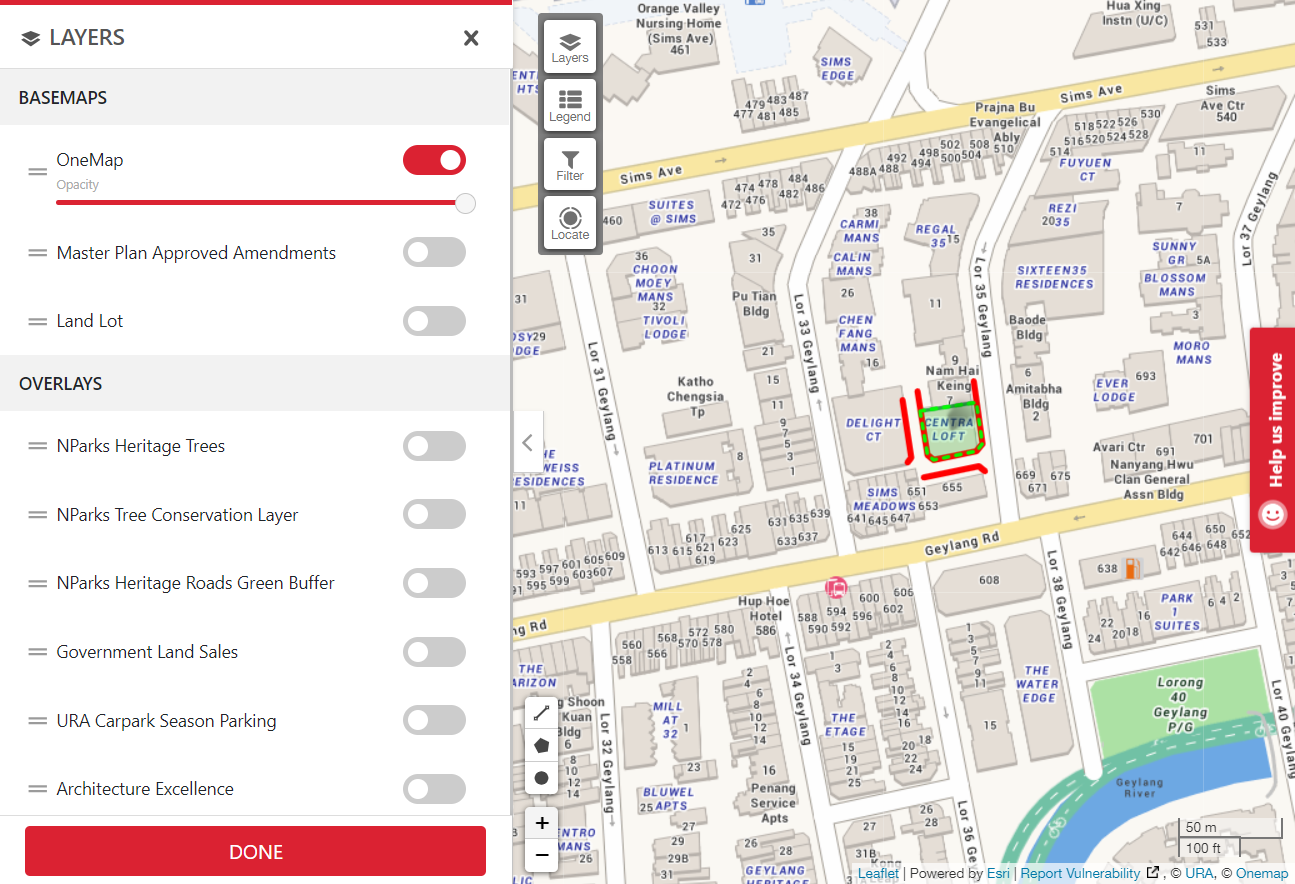 LAYERS
BASEMAPS
OneMap
Opacity
Master Plan Approved Amendments
Land Lot
OVERLAYS
NParks Heritage Trees
NParks Tree Conservation Layer
NParks Heritage Roads Green Buffer
Government Land Sales
URA Carpark Season Parking
Architecture Excellence
DONE
Layers
Legend
Filter
Locate
Help us improve
Orange Valley
Nursing Home
(Sims Ave)
461
Hua Xing
Instn (U/C)
531
533
SIMS
EDGE
479 483 487
477 481 485
Sims Ave
Prajna Bu
Evangelical
Ably
Sims
Ave Ctr
540
530
518 522 526
516 520 524 528
514
502 508
492 498 500 504 510
488A 488
Sims Ave
FUYUEN
CT
11
474 478 484
472 476 482 486
SUITES
@ SIMS
460
38
CARMI
MANS
CALIN
MANS
26
CHEN
FANG
MANS
16
REGAL
35
15
REZI
35
20
7
SUNNY
GR
5A
BLOSSOM
MANS
3
MORO
MANS
SIXTEEN35
RESIDENCES
Lor 37 Geylang
Lor 35 Geylang
Lor 33 Geylang
Lor 31 Geylang
35
31
Pu Tian
Bldg
21
36
CHOON
MOEY
MANS
32
TIVOLI
LODGE
31
29
11
Baode
Bldg
9
Nam Hai
Keing
7
6
Amitabha
Bldg
2
693
EVER
LODGE
Katho
Chengsia
Tp
15
11
9
7
5
3
1
DELIGHT
CT
CENTRA
LOFT
701
Avari Ctr
691
Nanyang Hwu
Clan General
Assn Bldg
669 675
671
8
PLATINUM
RESIDENCE
SIMS
MEADOWS
651
655
653
641 645 647
11
631 635 639
633 637
625
617 621 623
613 615 619
605 609
593 597 601
595 599 603 607
591
Geylang Rd
644 650
642 646 648
652
638
608
Lor 38 Geylang
PARK
1
SUITES
6 4 2
22
24 20 18 16
600 606
588 594 596 602
590 592
Hup Hoe
Hotel
586
572 580
568 570 578
560 566
558
THE
WATER
EDGE
15
Lorong
40
Geylang
P/G
Lor 40 Geylang
Geylang
River
Lor 34 Geylang
Lor 32 Geylang
Lor 36 G
MILL
AT
32
THE
ETAGE
23
BLUWEL
APTS
25
27
29
29B
31
16
Penang
Service
Apts
26
28
27
31B
50 m
100 ft
+
−
Leaflet | Powered by Esri | Report Vulnerability , © URA, © Onemap